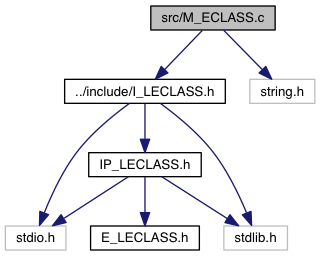 src/M_ECLASS.c
../include/I_LECLASS.h
string.h
IP_LECLASS.h
stdio.h
E_LECLASS.h
stdlib.h